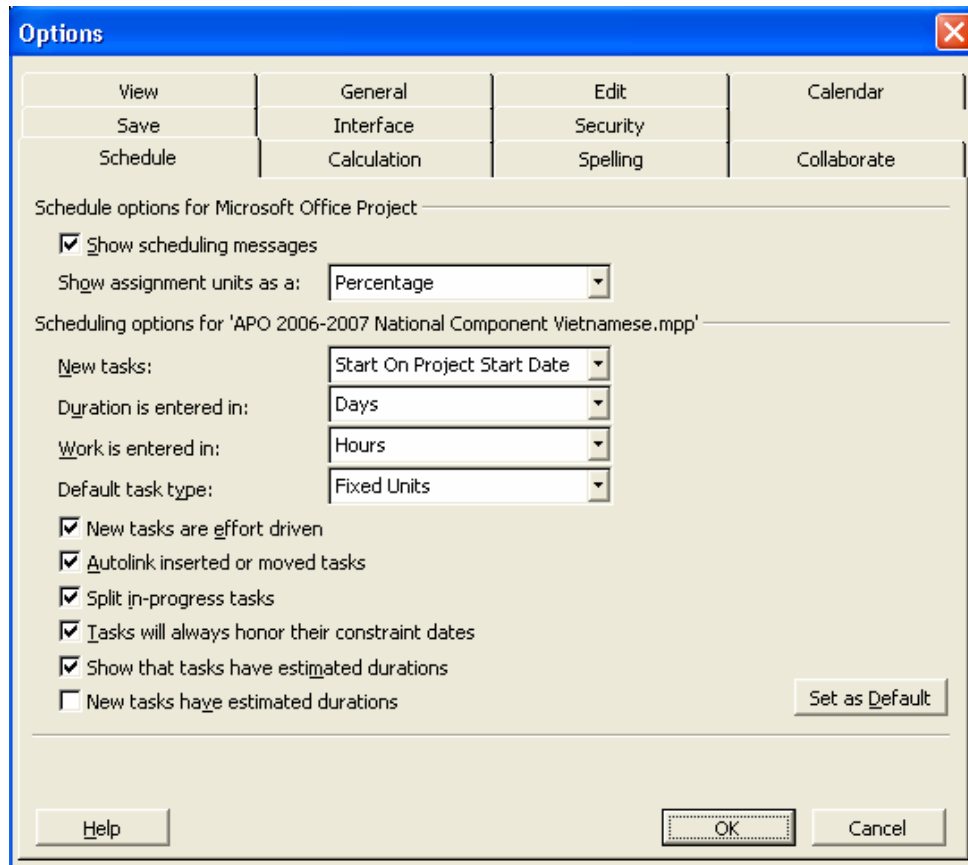 Options
View General Edit Calendar
Save Interface Security
Schedule Calculation Spelling Collaborate
Schedule options for Microsoft Office Project
Show scheduling messages
Show assignment units as a: Percentage
Scheduling options for 'APO 2006-2007 National Component Vietnamese.mpp'
New tasks: Start On Project Start Date
Duration is entered in: Days
Work is entered in: Hours
Default task type: Fixed Units
New tasks are effort driven
Autolink inserted or moved tasks
Split in-progress tasks
Tasks will always honor their constraint dates
Show that tasks have estimated durations
New tasks have estimated durations
Set as Default
Help OK Cancel